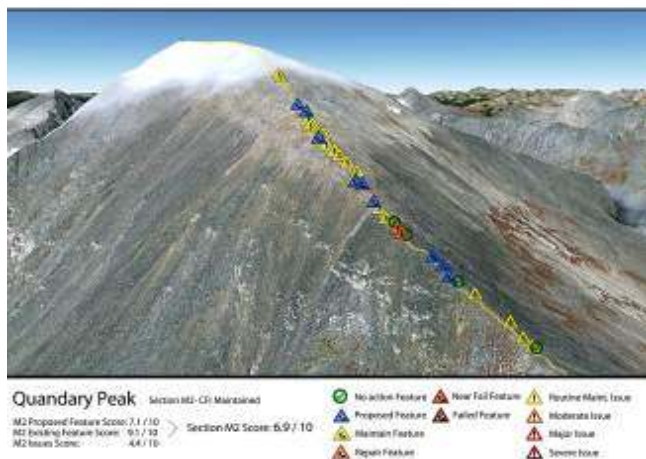 Quandary Peak Section M2 - CFI Maintained
M2 Proposed Feature Score: 7.1 / 10
M2 Existing Feature Score: 9.1 / 10
M2 Issues Score: 4.4 / 10
Section M2 Score: 6.9 / 10
No action Feature
Proposed Feature
Maintain Feature
Repair Feature
Near Fail Feature
Failed Feature
Routine Maint. Issue
Moderate Issue
Major Issue
Severe Issue